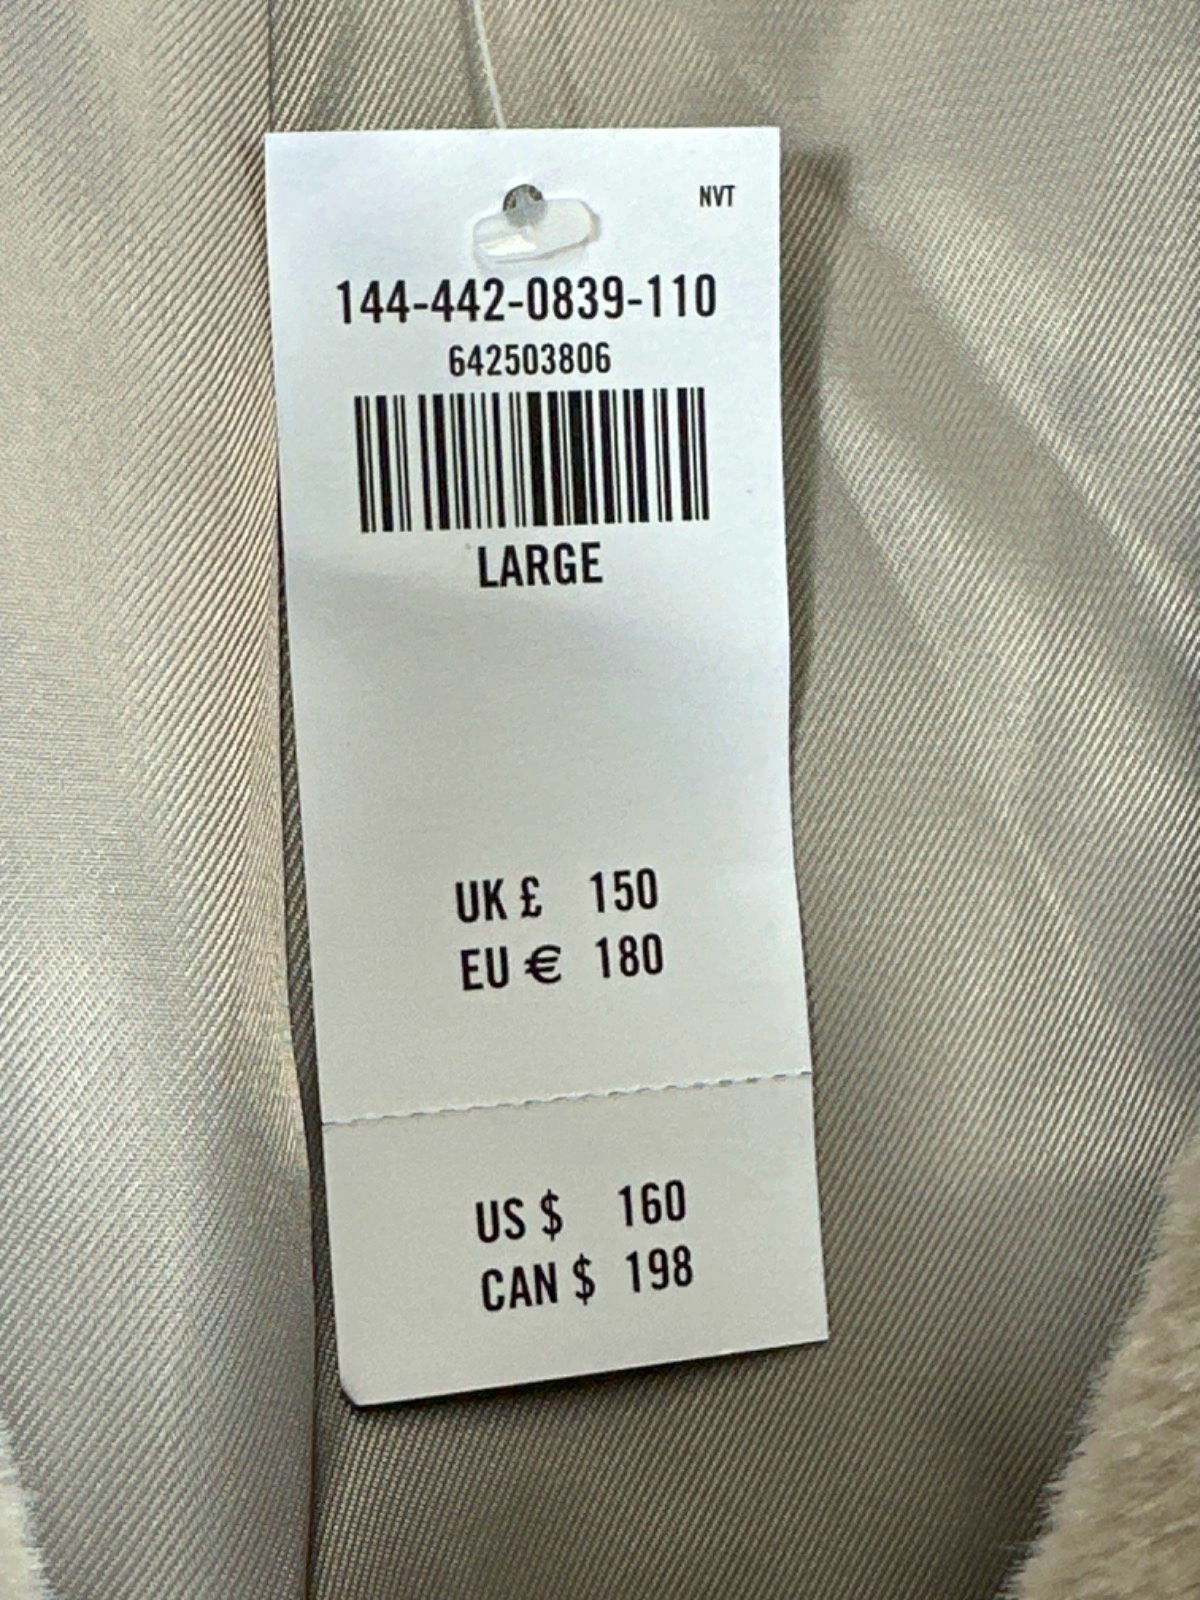 NVT
144-442-0839-110
642503806
LARGE
UK £ 150
EU € 180
US $ 160
CAN $ 198